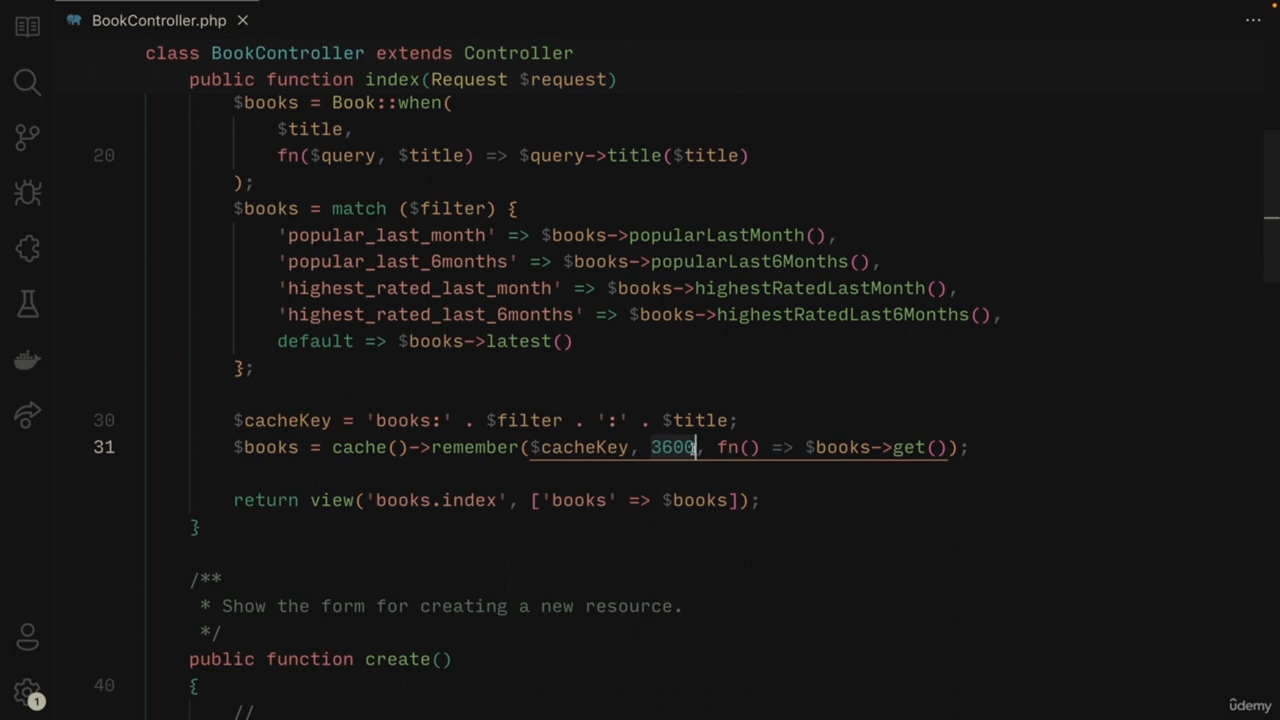 BookController.php
class BookController extends Controller
public function index(Request $request)
$books = Book::when(
$title,
20 fn($query, $title) => $query->title($title)
);
$books = match ($filter) {
'popular_last_month' => $books->popularLastMonth(),
'popular_last_6months' => $books->popularLast6Months(),
'highest_rated_last_month' => $books->highestRatedLastMonth(),
'highest_rated_last_6months' => $books->highestRatedLast6Months(),
default => $books->latest()
};
30 $cacheKey = 'books:' . $filter . ':' . $title;
31 $books = cache()->remember($cacheKey, 3600, fn() => $books->get());
return view('books.index', ['books' => $books]);
}
/**
* Show the form for creating a new resource.
*/
public function create()
40 {
//
1
ûdemy